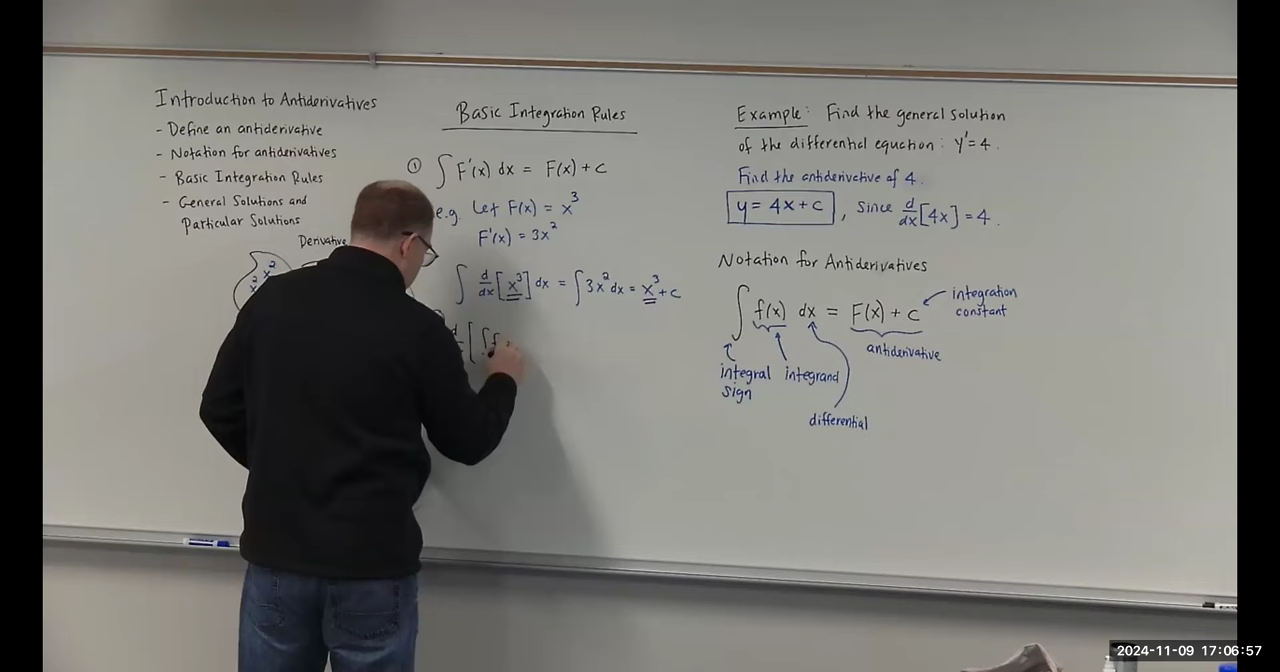 Introduction to Antiderivatives
- Define an antiderivative
- Notation for antiderivatives
- Basic Integration Rules
- General Solutions and
Particular Solutions
Derivative
x²
Basic Integration Rules
① ∫ F'(x) dx = F(x) + C
e.g. Let F(x) = x³
F'(x) = 3x²
∫ d/dx [x³] dx = ∫ 3x² dx = x³ + C
[∫ f
Example: Find the general solution
of the differential equation: y' = 4.
Find the antiderivative of 4.
y = 4x + C, since d/dx [4x] = 4.
Notation for Antiderivatives
∫ f(x) dx = F(x) + C
integration
constant
antiderivative
integral
sign
integrand
differential
2024-11-09 17:06:57